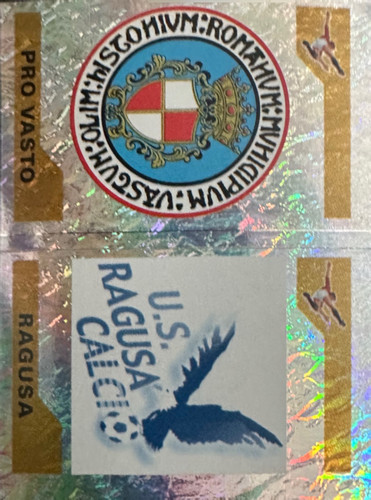 PRO VASTO
VASTVM:OLIM:HISTONIVM:ROMANVM:MVNICIPIVM:
RAGUSA
U.S.
RAGUSA
CALCIO